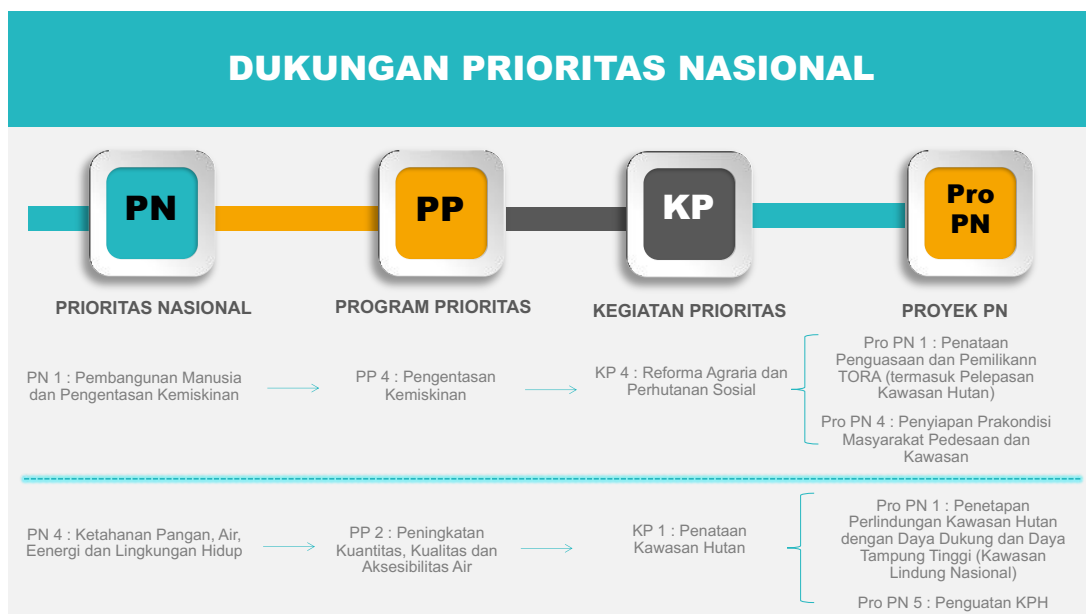 DUKUNGAN PRIORITAS NASIONAL
PN
PP
KP
Pro
PN
PRIORITAS NASIONAL
PROGRAM PRIORITAS
KEGIATAN PRIORITAS
PROYEK PN
PN 1 : Pembangunan Manusia
dan Pengentasan Kemiskinan
PP 4 : Pengentasan
Kemiskinan
KP 4 : Reforma Agraria dan
Perhutanan Sosial
Pro PN 1 : Penataan
Penguasaan dan Pemilikann
TORA (termasuk Pelepasan
Kawasan Hutan)
Pro PN 4 : Penyiapan Prakondisi
Masyarakat Pedesaan dan
Kawasan
PN 4 : Ketahanan Pangan, Air,
Eenergi dan Lingkungan Hidup
PP 2 : Peningkatan
Kuantitas, Kualitas dan
Aksesibilitas Air
KP 1 : Penataan
Kawasan Hutan
Pro PN 1 : Penetapan
Perlindungan Kawasan Hutan
dengan Daya Dukung dan Daya
Tampung Tinggi (Kawasan
Lindung Nasional)
Pro PN 5 : Penguatan KPH